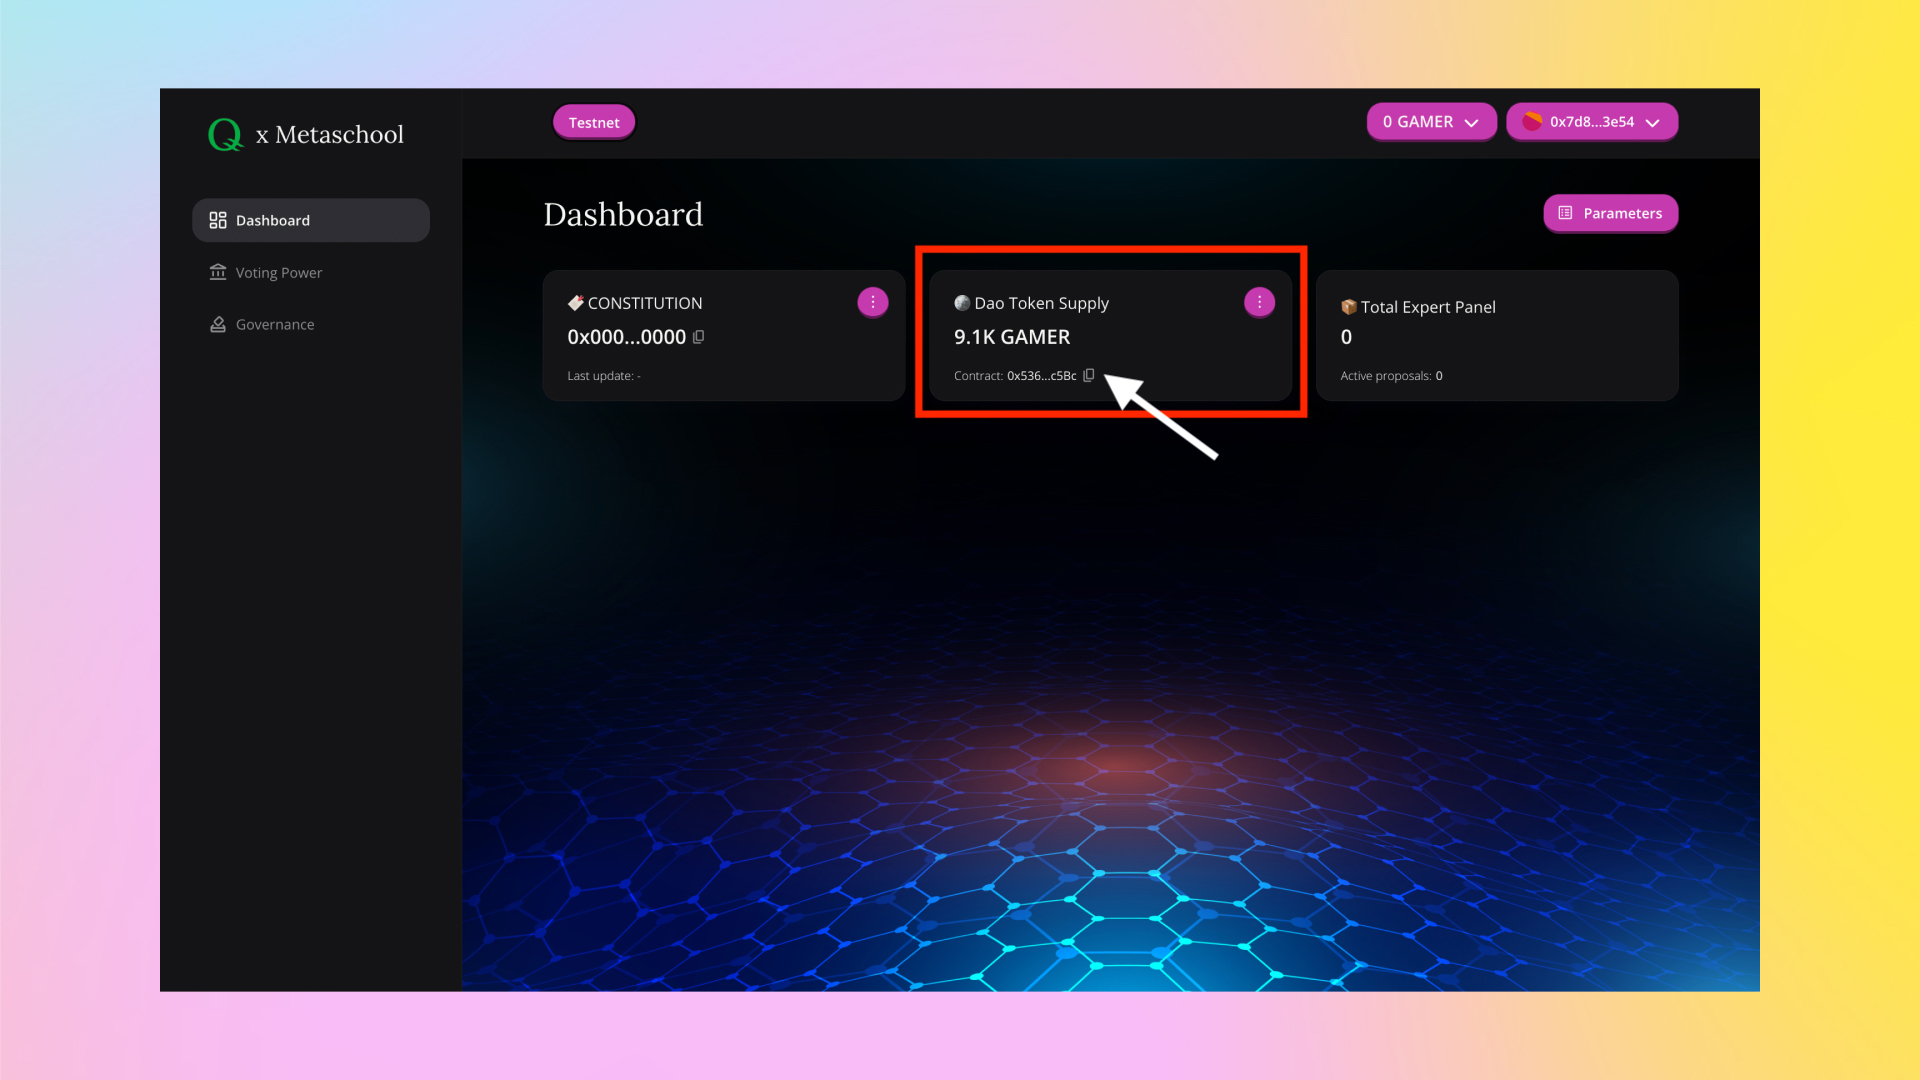 Q x Metaschool
Testnet
0 GAMER
0x7d8...3e54
Dashboard
Voting Power
Governance
Dashboard
Parameters
CONSTITUTION
0x000...0000
Last update: -
Dao Token Supply
9.1K GAMER
Contract: 0x536...c5Bc
Total Expert Panel
0
Active proposals: 0